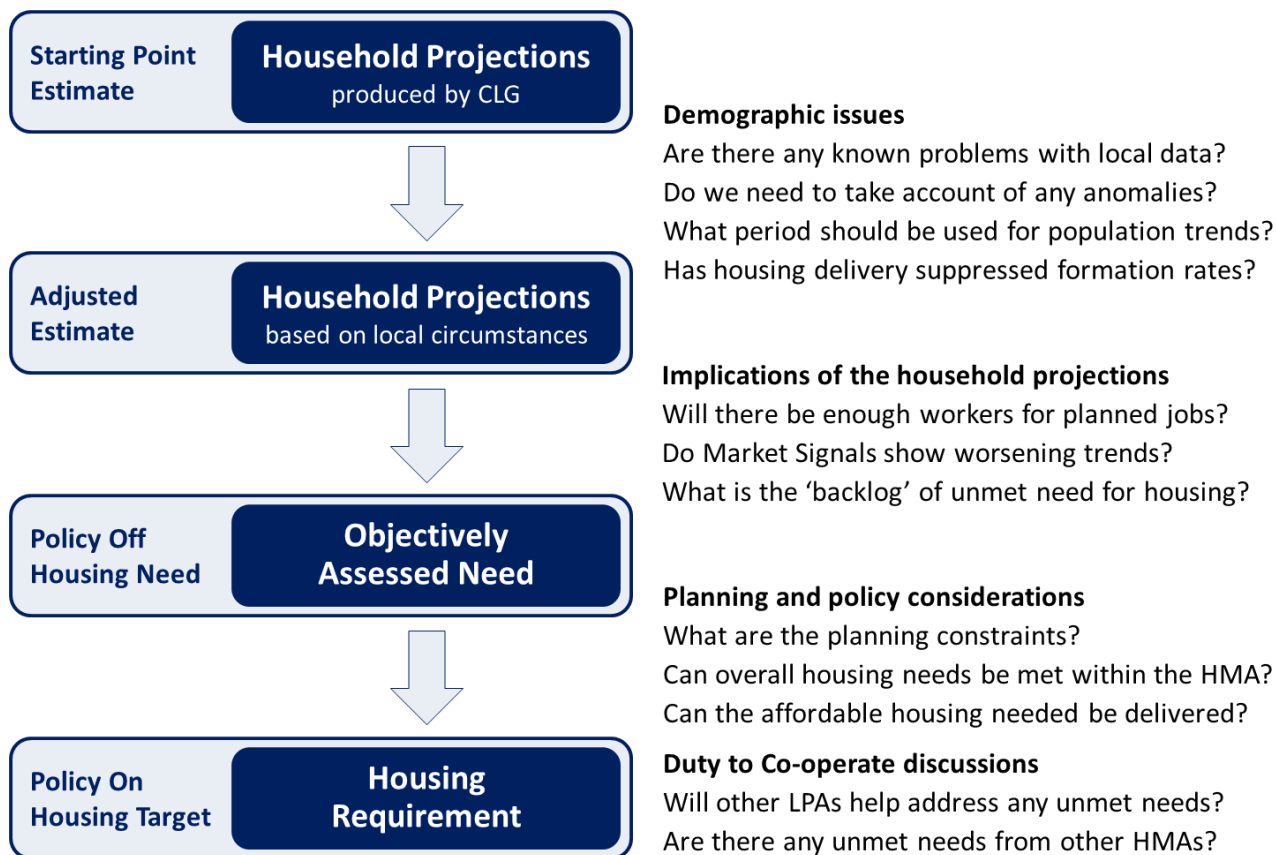 Starting Point
Estimate
Household Projections
produced by CLG
Demographic issues
Are there any known problems with local data?
Do we need to take account of any anomalies?
What period should be used for population trends?
Has housing delivery suppressed formation rates?
Adjusted
Estimate
Household Projections
based on local circumstances
Implications of the household projections
Will there be enough workers for planned jobs?
Do Market Signals show worsening trends?
What is the ‘backlog’ of unmet need for housing?
Policy Off
Housing Need
Objectively
Assessed Need
Planning and policy considerations
What are the planning constraints?
Can overall housing needs be met within the HMA?
Can the affordable housing needed be delivered?
Policy On
Housing Target
Housing
Requirement
Duty to Co-operate discussions
Will other LPAs help address any unmet needs?
Are there any unmet needs from other HMAs?